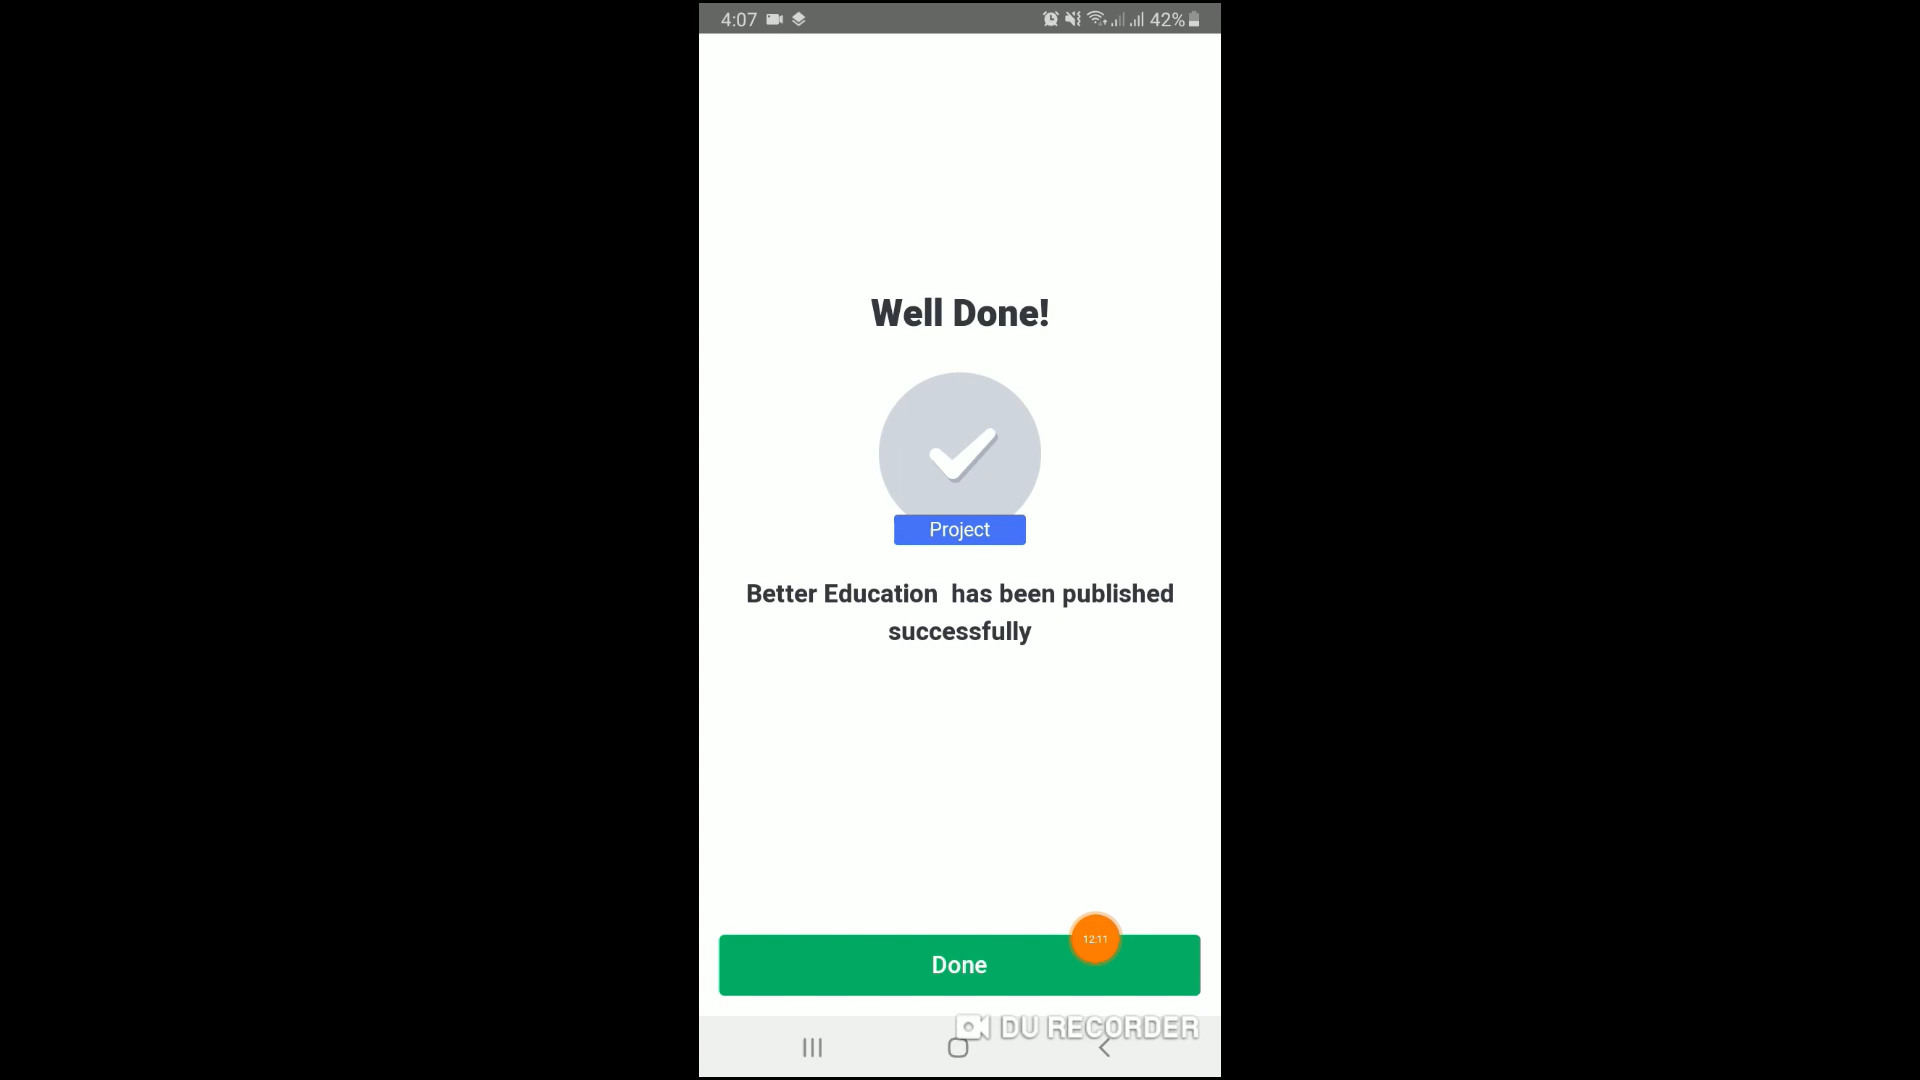 4:07
42%
Well Done!
Project
Better Education has been published
successfully
12:11
Done
DU RECORDER